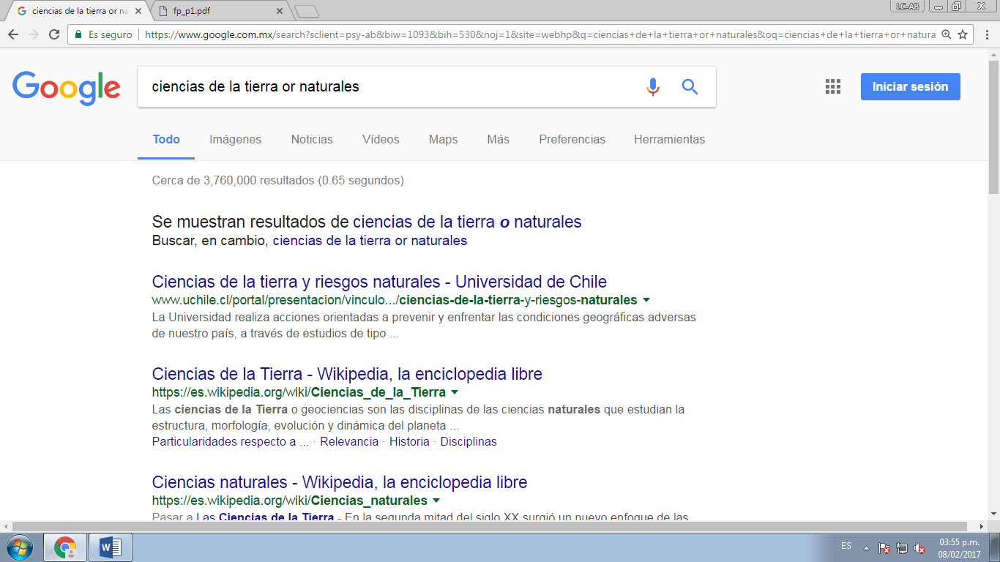 ciencias de la tierra or na
fp_p1.pdf
LC-AB
Es seguro
https://www.google.com.mx/search?sclient=psy-ab&biw=1093&bih=530&noj=1&site=webhp&q=ciencias+de+la+tierra+or+naturales&oq=ciencias+de+la+tierra+or+natura
Google
ciencias de la tierra or naturales
Iniciar sesión
Todo Imágenes Noticias Vídeos Maps Más Preferencias Herramientas
Cerca de 3,760,000 resultados (0.65 segundos)
Se muestran resultados de ciencias de la tierra o naturales
Buscar, en cambio, ciencias de la tierra or naturales
Ciencias de la tierra y riesgos naturales - Universidad de Chile
www.uchile.cl/portal/presentacion/vinculo.../ciencias-de-la-tierra-y-riesgos-naturales
La Universidad realiza acciones orientadas a prevenir y enfrentar las condiciones geográficas adversas
de nuestro país, a través de estudios de tipo ...
Ciencias de la Tierra - Wikipedia, la enciclopedia libre
https://es.wikipedia.org/wiki/Ciencias_de_la_Tierra
Las ciencias de la Tierra o geociencias son las disciplinas de las ciencias naturales que estudian la
estructura, morfología, evolución y dinámica del planeta ...
Particularidades respecto a ... · Relevancia · Historia · Disciplinas
Ciencias naturales - Wikipedia, la enciclopedia libre
https://es.wikipedia.org/wiki/Ciencias_naturales
Pasar a Las Ciencias de la Tierra - En la segunda mitad del siglo XX surgió un nuevo enfoque de las
ES
03:55 p.m.
08/02/2017